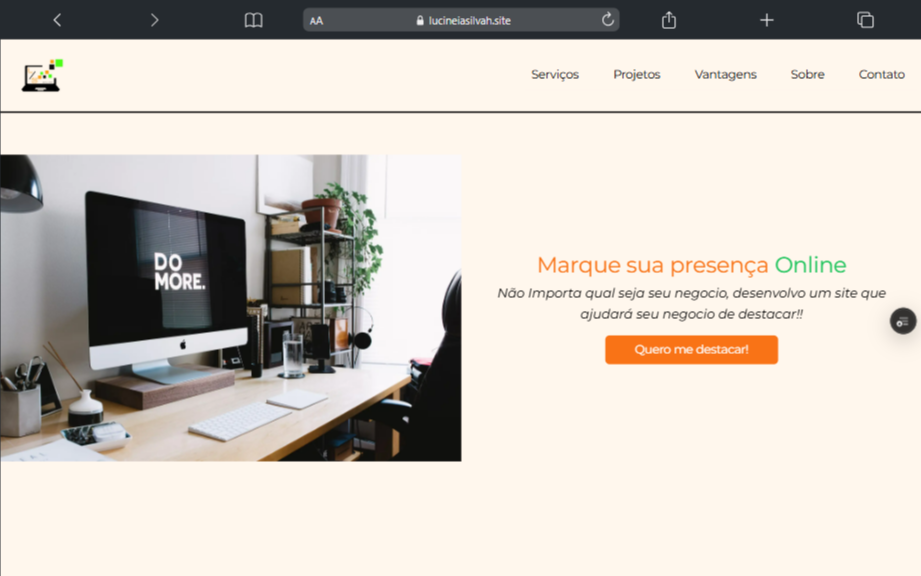 AA
lucineiasilvah.site
Serviços
Projetos
Vantagens
Sobre
Contato
DO
MORE.
Marque sua presença Online
Não Importa qual seja seu negocio, desenvolvo um site que
ajudará seu negocio de destacar!!
Quero me destacar!